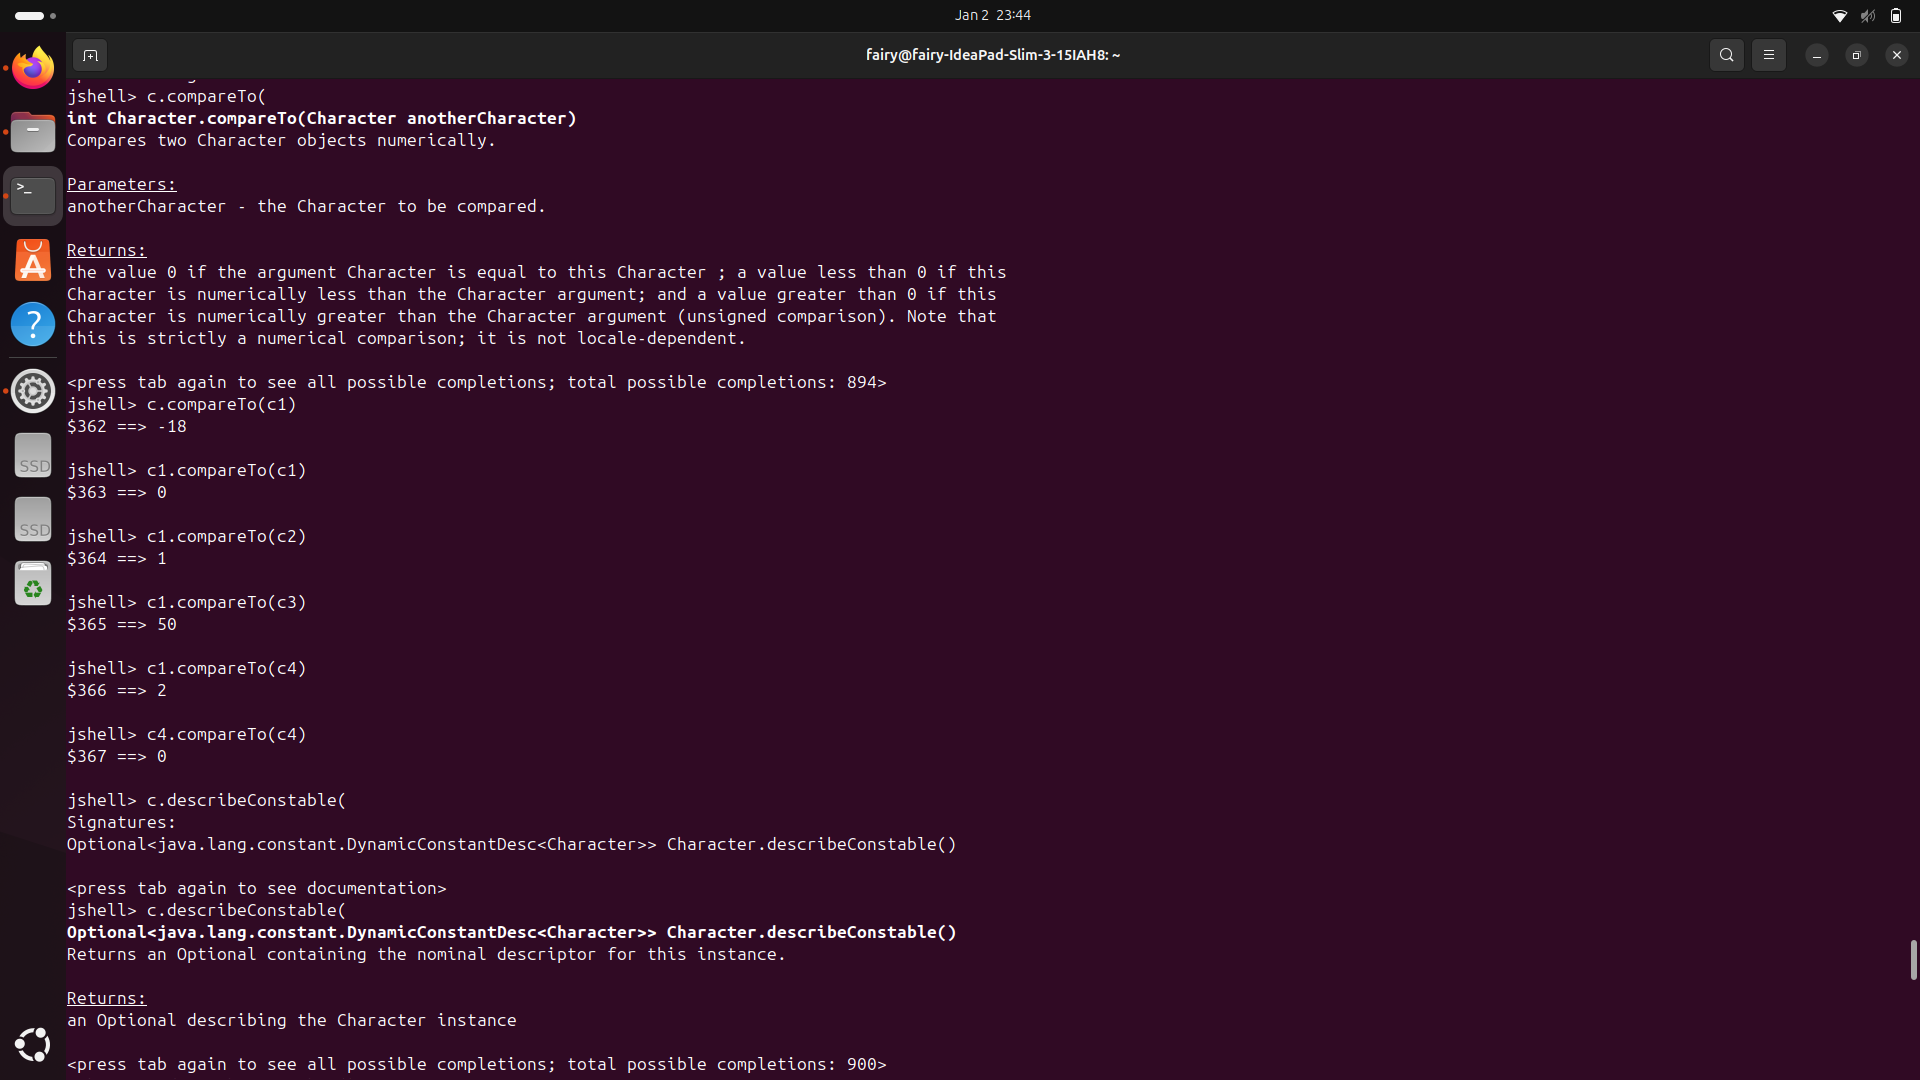 Jan 2 23:44
fairy@fairy-IdeaPad-Slim-3-15IAH8: ~
jshell> c.compareTo(
int Character.compareTo(Character anotherCharacter)
Compares two Character objects numerically.
Parameters:
anotherCharacter - the Character to be compared.
Returns:
the value 0 if the argument Character is equal to this Character ; a value less than 0 if this
Character is numerically less than the Character argument; and a value greater than 0 if this
Character is numerically greater than the Character argument (unsigned comparison). Note that
this is strictly a numerical comparison; it is not locale-dependent.
<press tab again to see all possible completions; total possible completions: 894>
jshell> c.compareTo(c1)
$362 ==> -18
jshell> c1.compareTo(c1)
$363 ==> 0
jshell> c1.compareTo(c2)
$364 ==> 1
jshell> c1.compareTo(c3)
$365 ==> 50
jshell> c1.compareTo(c4)
$366 ==> 2
jshell> c4.compareTo(c4)
$367 ==> 0
jshell> c.describeConstable(
Signatures:
Optional<java.lang.constant.DynamicConstantDesc<Character>> Character.describeConstable()
<press tab again to see documentation>
jshell> c.describeConstable(
Optional<java.lang.constant.DynamicConstantDesc<Character>> Character.describeConstable()
Returns an Optional containing the nominal descriptor for this instance.
Returns:
an Optional describing the Character instance
<press tab again to see all possible completions; total possible completions: 900>
>_
?
SSD
SSD